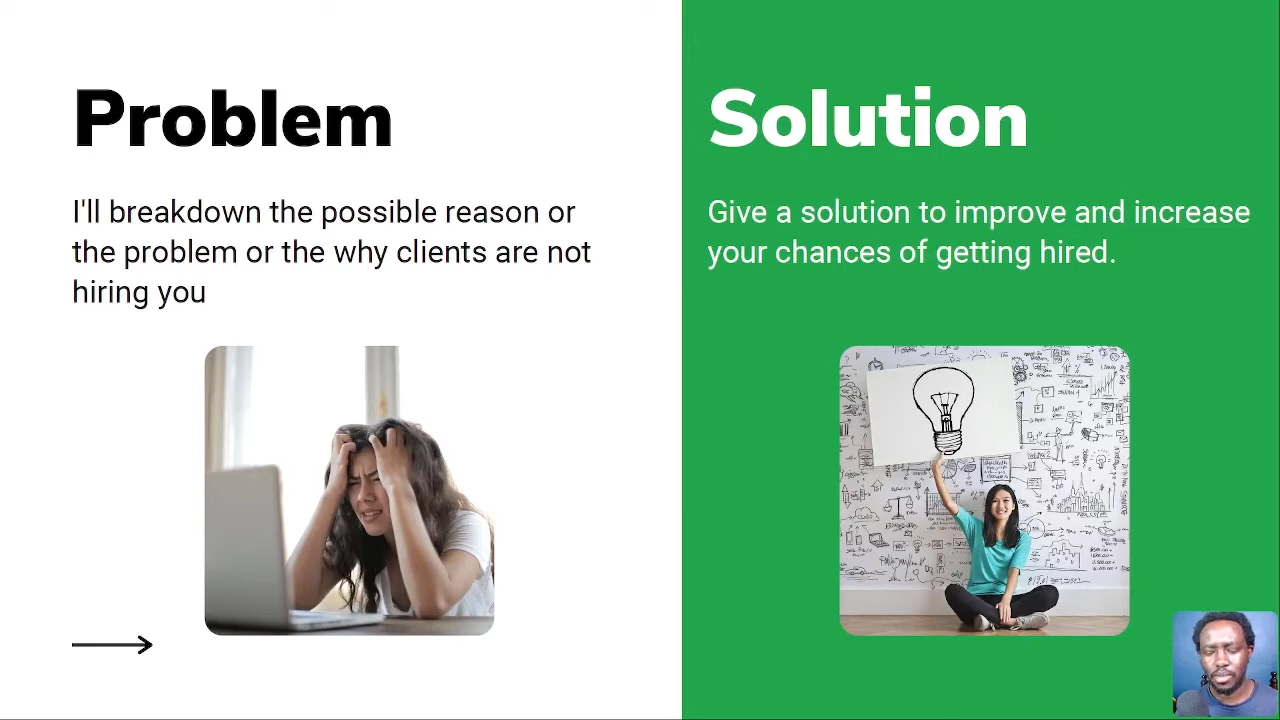 Problem
I'll breakdown the possible reason or
the problem or the why clients are not
hiring you
Solution
Give a solution to improve and increase
your chances of getting hired.